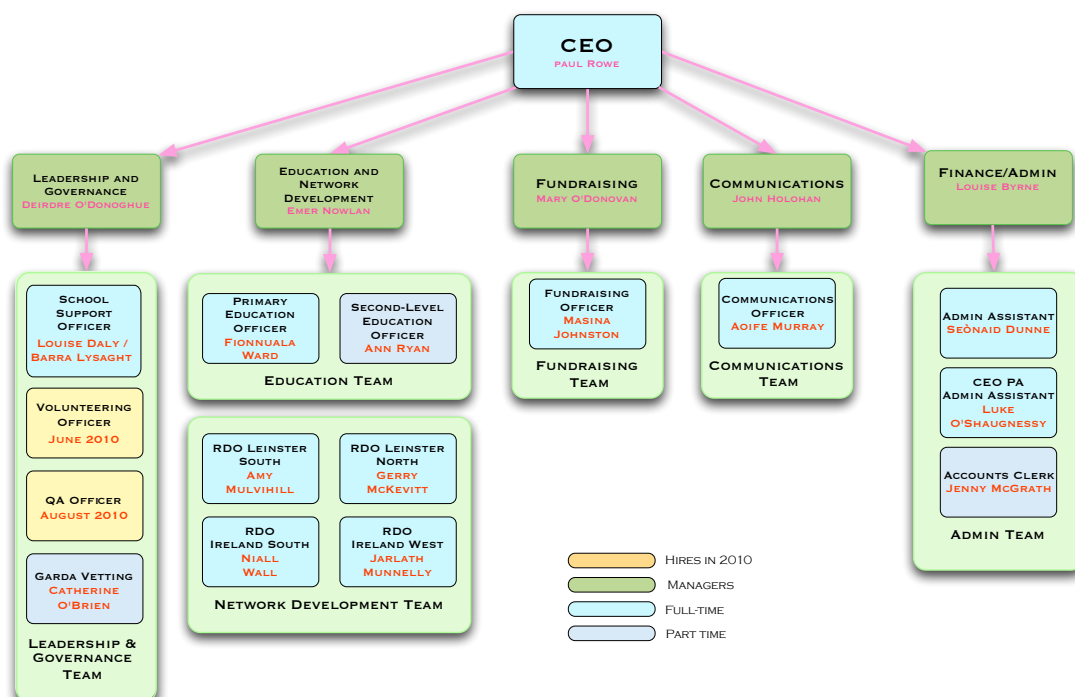 CEO
paul Rowe
Leadership and
Governance
Deirdre O'Donoghue
Education and
Network
Development
Emer Nowlan
Fundraising
Mary O'Donovan
Communications
John Holohan
Finance/Admin
Louise Byrne
School
Support
Officer
Louise Daly /
Barra Lysaght
Volunteering
Officer
June 2010
QA Officer
August 2010
Garda Vetting
Catherine
O'Brien
Leadership &
Governance
Team
Primary
Education
Officer
Fionnuala
Ward
Second-Level
Education
Officer
Ann Ryan
Education Team
RDO Leinster
South
Amy
Mulvihill
RDO Leinster
North
Gerry
McKevitt
RDO
Ireland South
Niall
Wall
RDO
Ireland West
Jarlath
Munnelly
Network Development Team
Fundraising
Officer
Masina
Johnston
Fundraising
Team
Communications
Officer
Aoife Murray
Communications
Team
Admin Assistant
Seònaid Dunne
CEO PA
Admin Assistant
Luke
O'Shaugnessy
Accounts Clerk
Jenny McGrath
Admin Team
Hires in 2010
Managers
Full-time
Part time